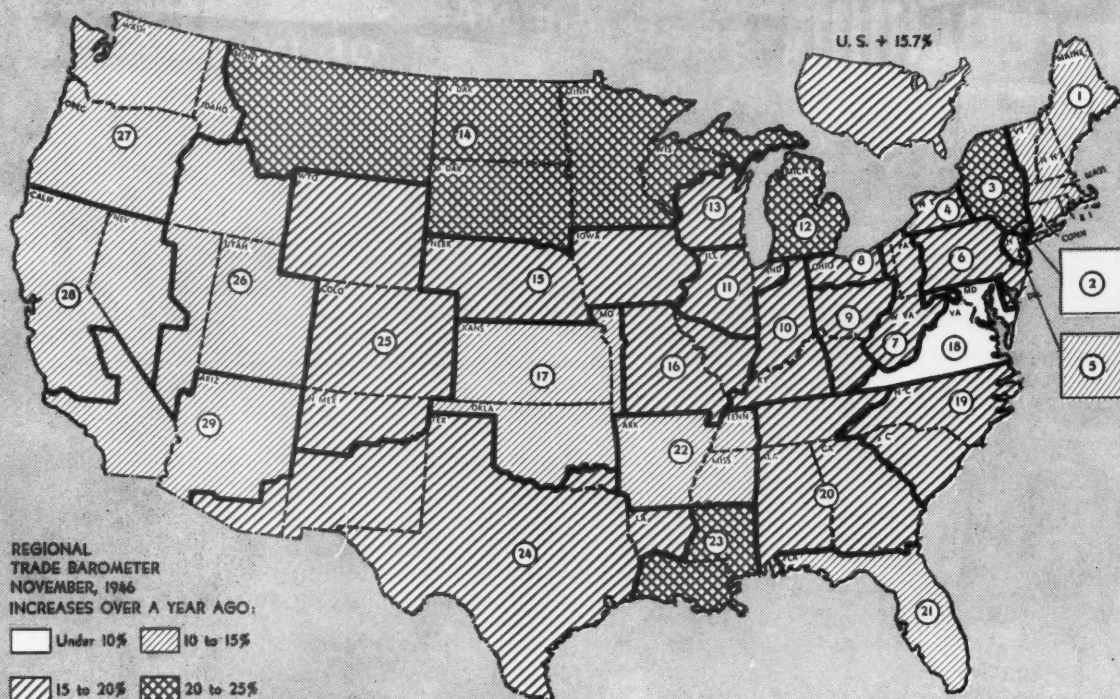 U. S. + 15.7%
WASH
MONT
N DAK
MINN
MAINE
1
ORE
IDAHO
27
14
S DAK
WIS
MICH
VT
N H
MASS
R I
CONN
3
N Y
4
12
13
WYO
CALIF
NEV
UTAH
NEBR
IOWA
ILL
IND
OHIO
8
PA
6
N J
MD
DEL
2
28
26
COLO
15
11
10
9
W VA
7
VA
18
5
25
KANS
17
MO
16
KY
N C
19
ARIZ
29
N MEX
OKLA
TEX
ARK
22
TENN
MISS
ALA
GA
S C
20
LA
23
24
FLA
21
REGIONAL
TRADE BAROMETER
NOVEMBER, 1946
INCREASES OVER A YEAR AGO:
Under 10% 10 to 15%
15 to 20% 20 to 25%